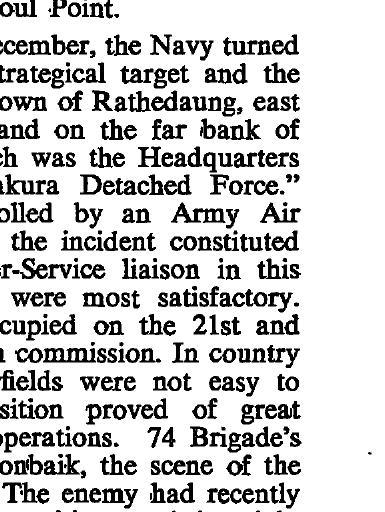 oul Point.
ecember, the Navy turned
trategical target and the
own of Rathedaung, east
and on the far bank of
ch was the Headquarters
akura Detached Force.”
olled by an Army Air
the incident constituted
r-Service liaison in this
were most satisfactory.
cupied on the 21st and
commission. In country
fields were not easy to
sition proved of great
operations. 74 Brigade's
onbaik, the scene of the
The enemy had recently